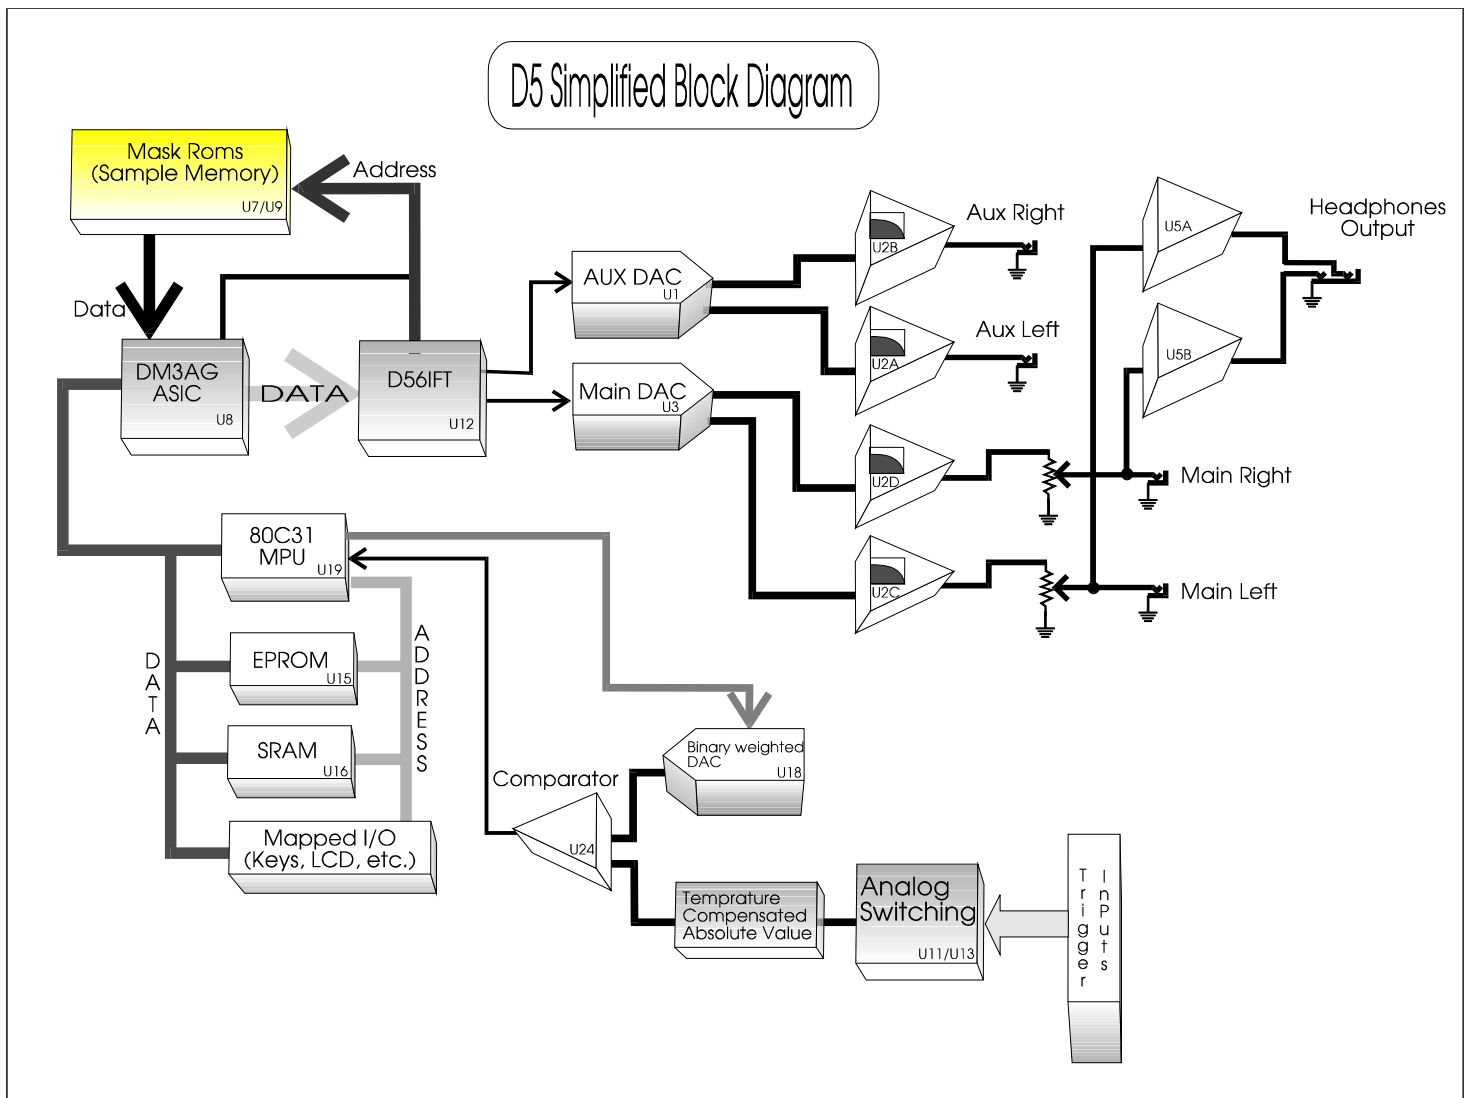 D5 Simplified Block Diagram
Mask Roms
(Sample Memory)
U7/U9
Address
Data
DM3AG
ASIC
U8
DATA
D56IFT
U12
AUX DAC
U1
Main DAC
U3
U2B
Aux Right
U2A
Aux Left
U2D
Main Right
U2C
Main Left
U5A
U5B
Headphones
Output
80C31
MPU
U19
DATA
ADDRESS
EPROM
U15
SRAM
U16
Mapped I/O
(Keys, LCD, etc.)
Comparator
U24
Binary weighted
DAC
U18
Temprature
Compensated
Absolute Value
Analog
Switching
U11/U13
Trigger
InPuts